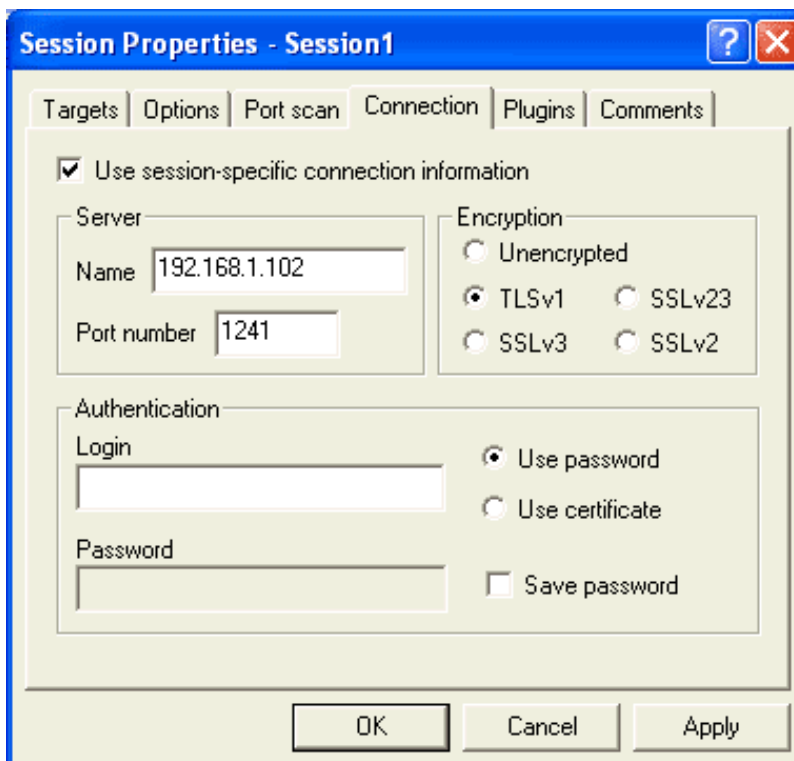 Session Properties - Session1
Targets Options Port scan Connection Plugins Comments
Use session-specific connection information
Server
Name 192.168.1.102
Port number 1241
Encryption
Unencrypted
TLSv1 SSLv23
SSLv3 SSLv2
Authentication
Login
Use password
Use certificate
Password
Save password
OK Cancel Apply